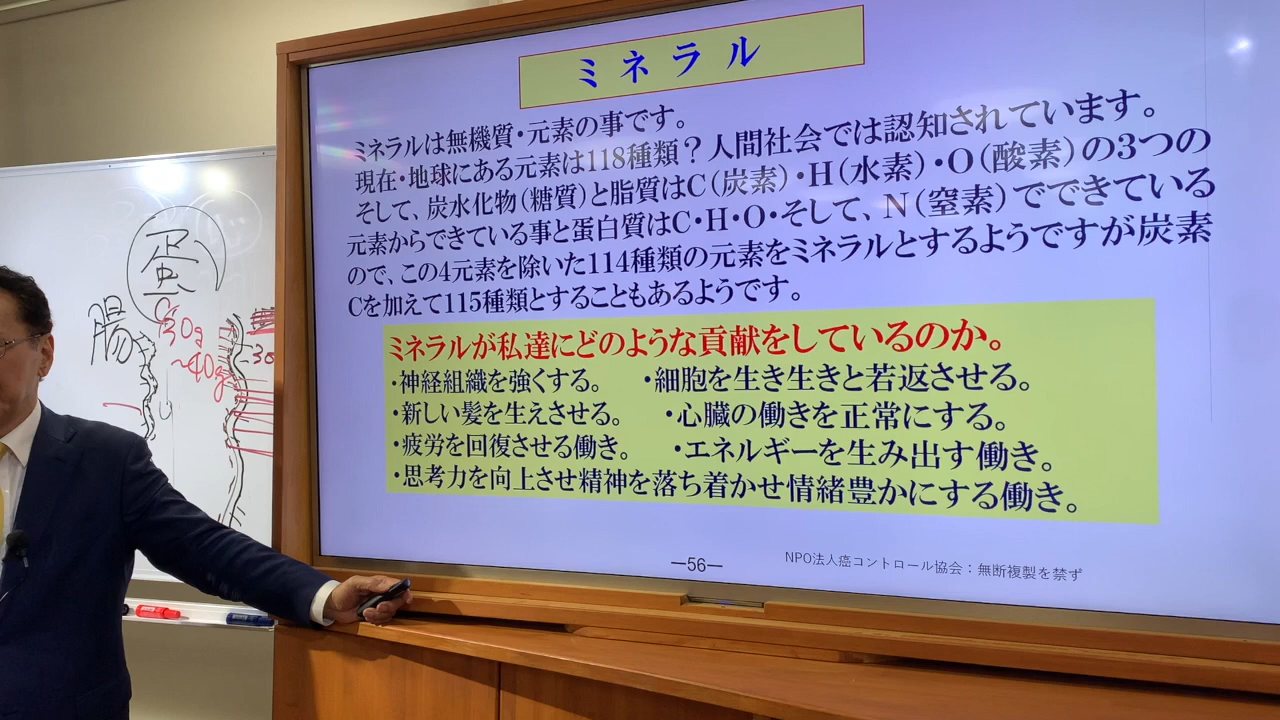 ミネラル
ミネラルは無機質・元素の事です。
現在・地球にある元素は118種類？人間社会では認知されています。
そして、炭水化物（糖質）と脂質はC（炭素）・H（水素）・O（酸素）の3つの
元素からできている事と蛋白質はC・H・O・そして、N（窒素）でできている
ので、この4元素を除いた114種類の元素をミネラルとするようですが炭素
Cを加えて115種類とすることもあるようです。
ミネラルが私達にどのような貢献をしているのか。
・神経組織を強くする。 ・細胞を生き生きと若返させる。
・新しい髪を生えさせる。 ・心臓の働きを正常にする。
・疲労を回復させる働き。 ・エネルギーを生み出す働き。
・思考力を向上させ精神を落ち着かせ情緒豊かにする働き。
—56—
NPO法人癌コントロール協会：無断複製を禁ず
蛋
腸
30g
~40g